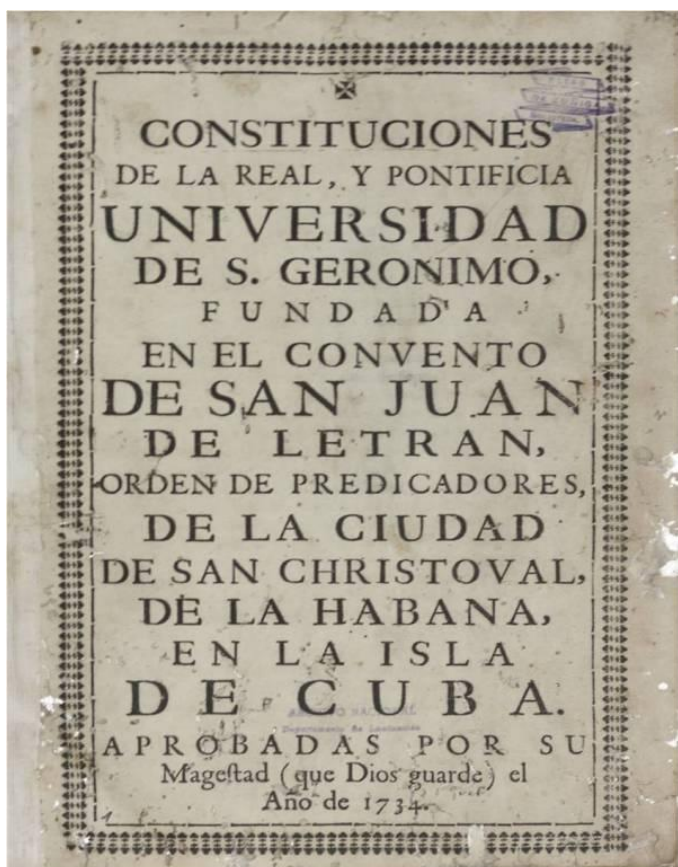 ✠
CONSTITUCIONES
DE LA REAL, Y PONTIFICIA
UNIVERSIDAD
DE S. GERONIMO,
FUNDADA
EN EL CONVENTO
DE SAN JUAN
DE LETRAN,
ORDEN DE PREDICADORES,
DE LA CIUDAD
DE SAN CHRISTOVAL,
DE LA HABANA,
EN LA ISLA
DE CUBA.
APROBADAS POR SU
Mageſtad (que Dios guarde) el
Año de 1734.